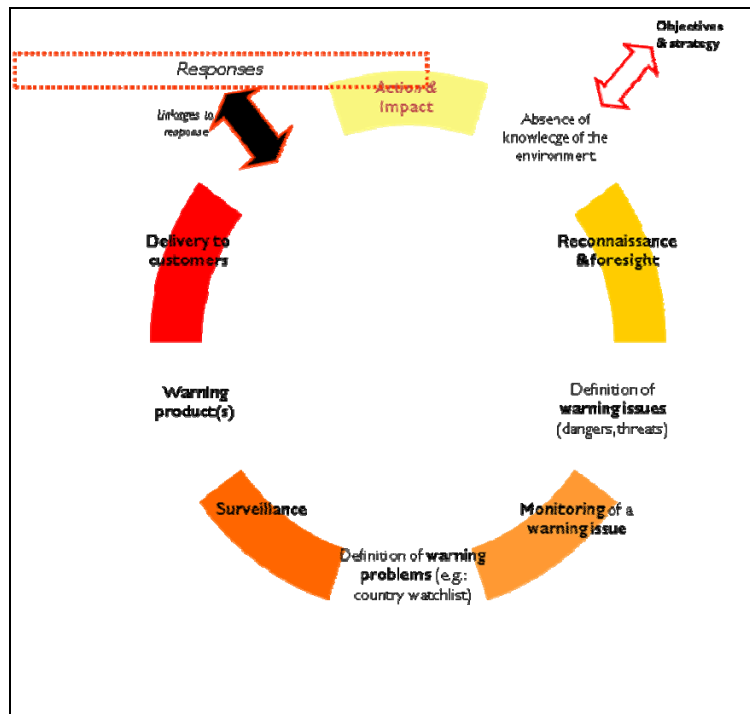 Objectives
& strategy
Responses
Action &
Impact
Linkages to
response
Absence of
knowledge of the
environment
Delivery to
customers
Reconnaissance
& foresight
Warning
product(s)
Definition of
warning issues
(dangers, threats)
Surveillance
Monitoring of a
warning issue
Definition of warning
problems (e.g.:
country watchlist)